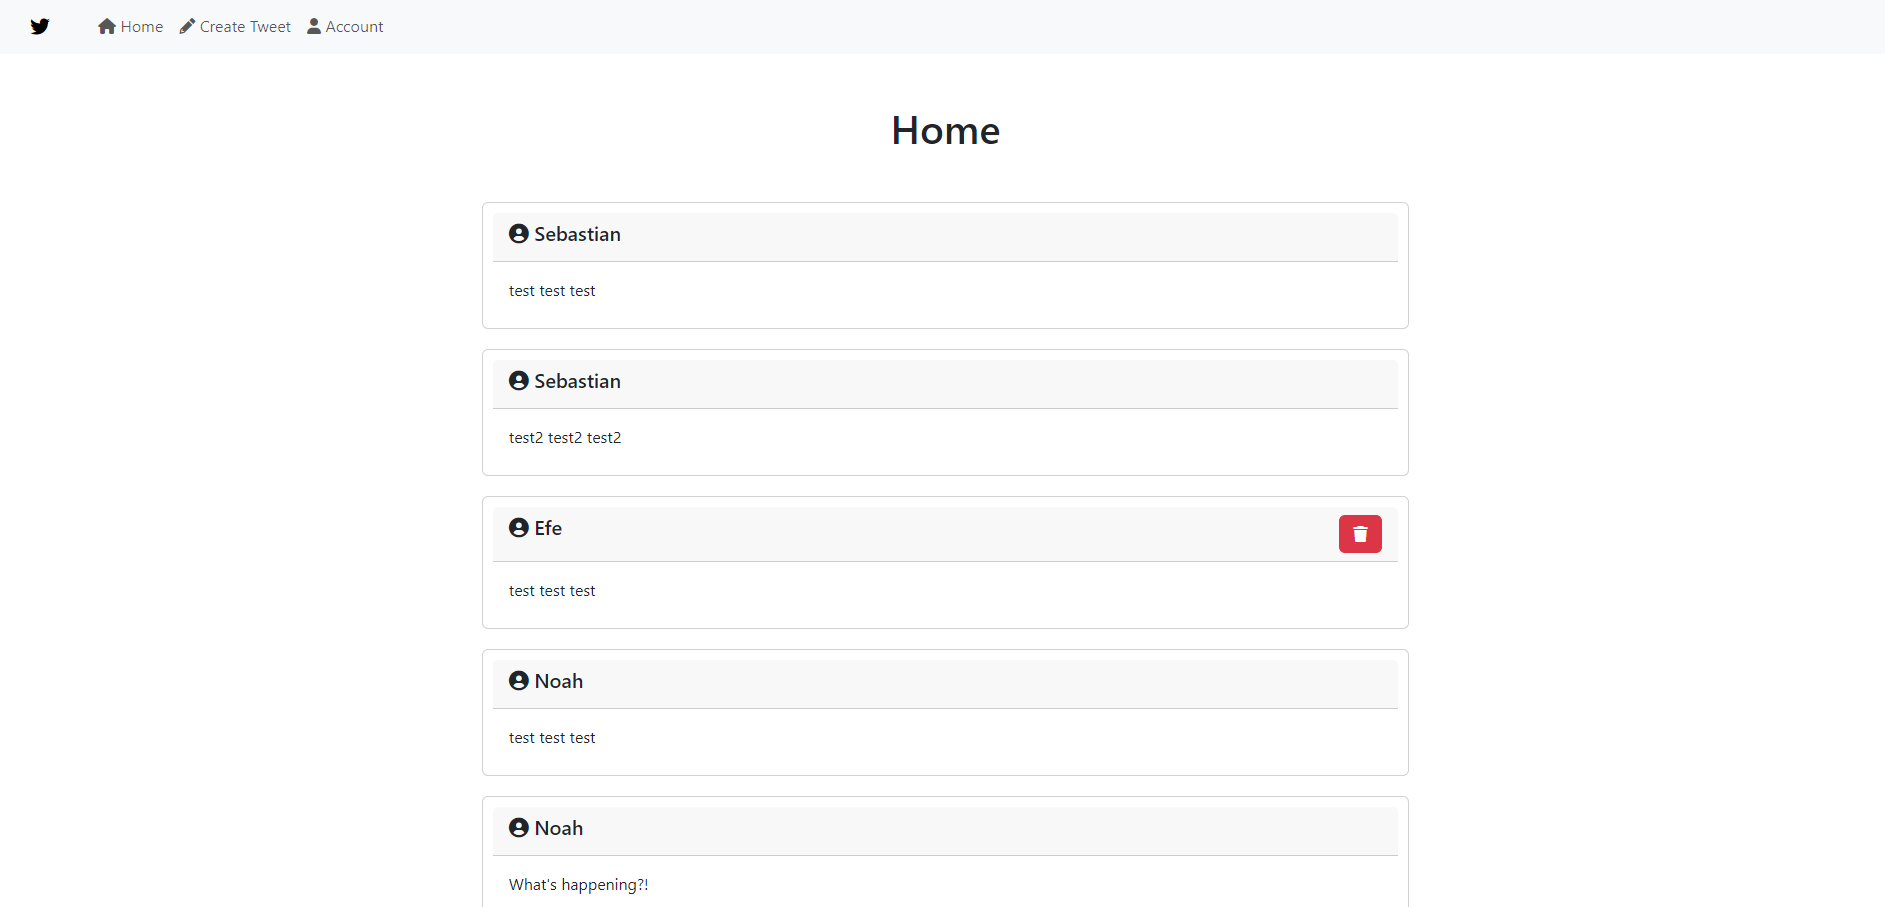 Home Create Tweet Account
Home
Sebastian
test test test
Sebastian
test2 test2 test2
Efe
test test test
Noah
test test test
Noah
What's happening?!